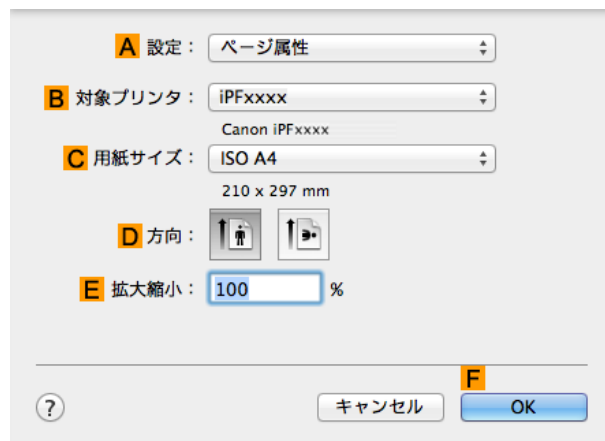 A 設定： ページ属性
B 対象プリンタ： iPFxxxx
Canon iPFxxxx
C 用紙サイズ： ISO A4
210 x 297 mm
D 方向：
E 拡大縮小： 100 %
F
? キャンセル OK